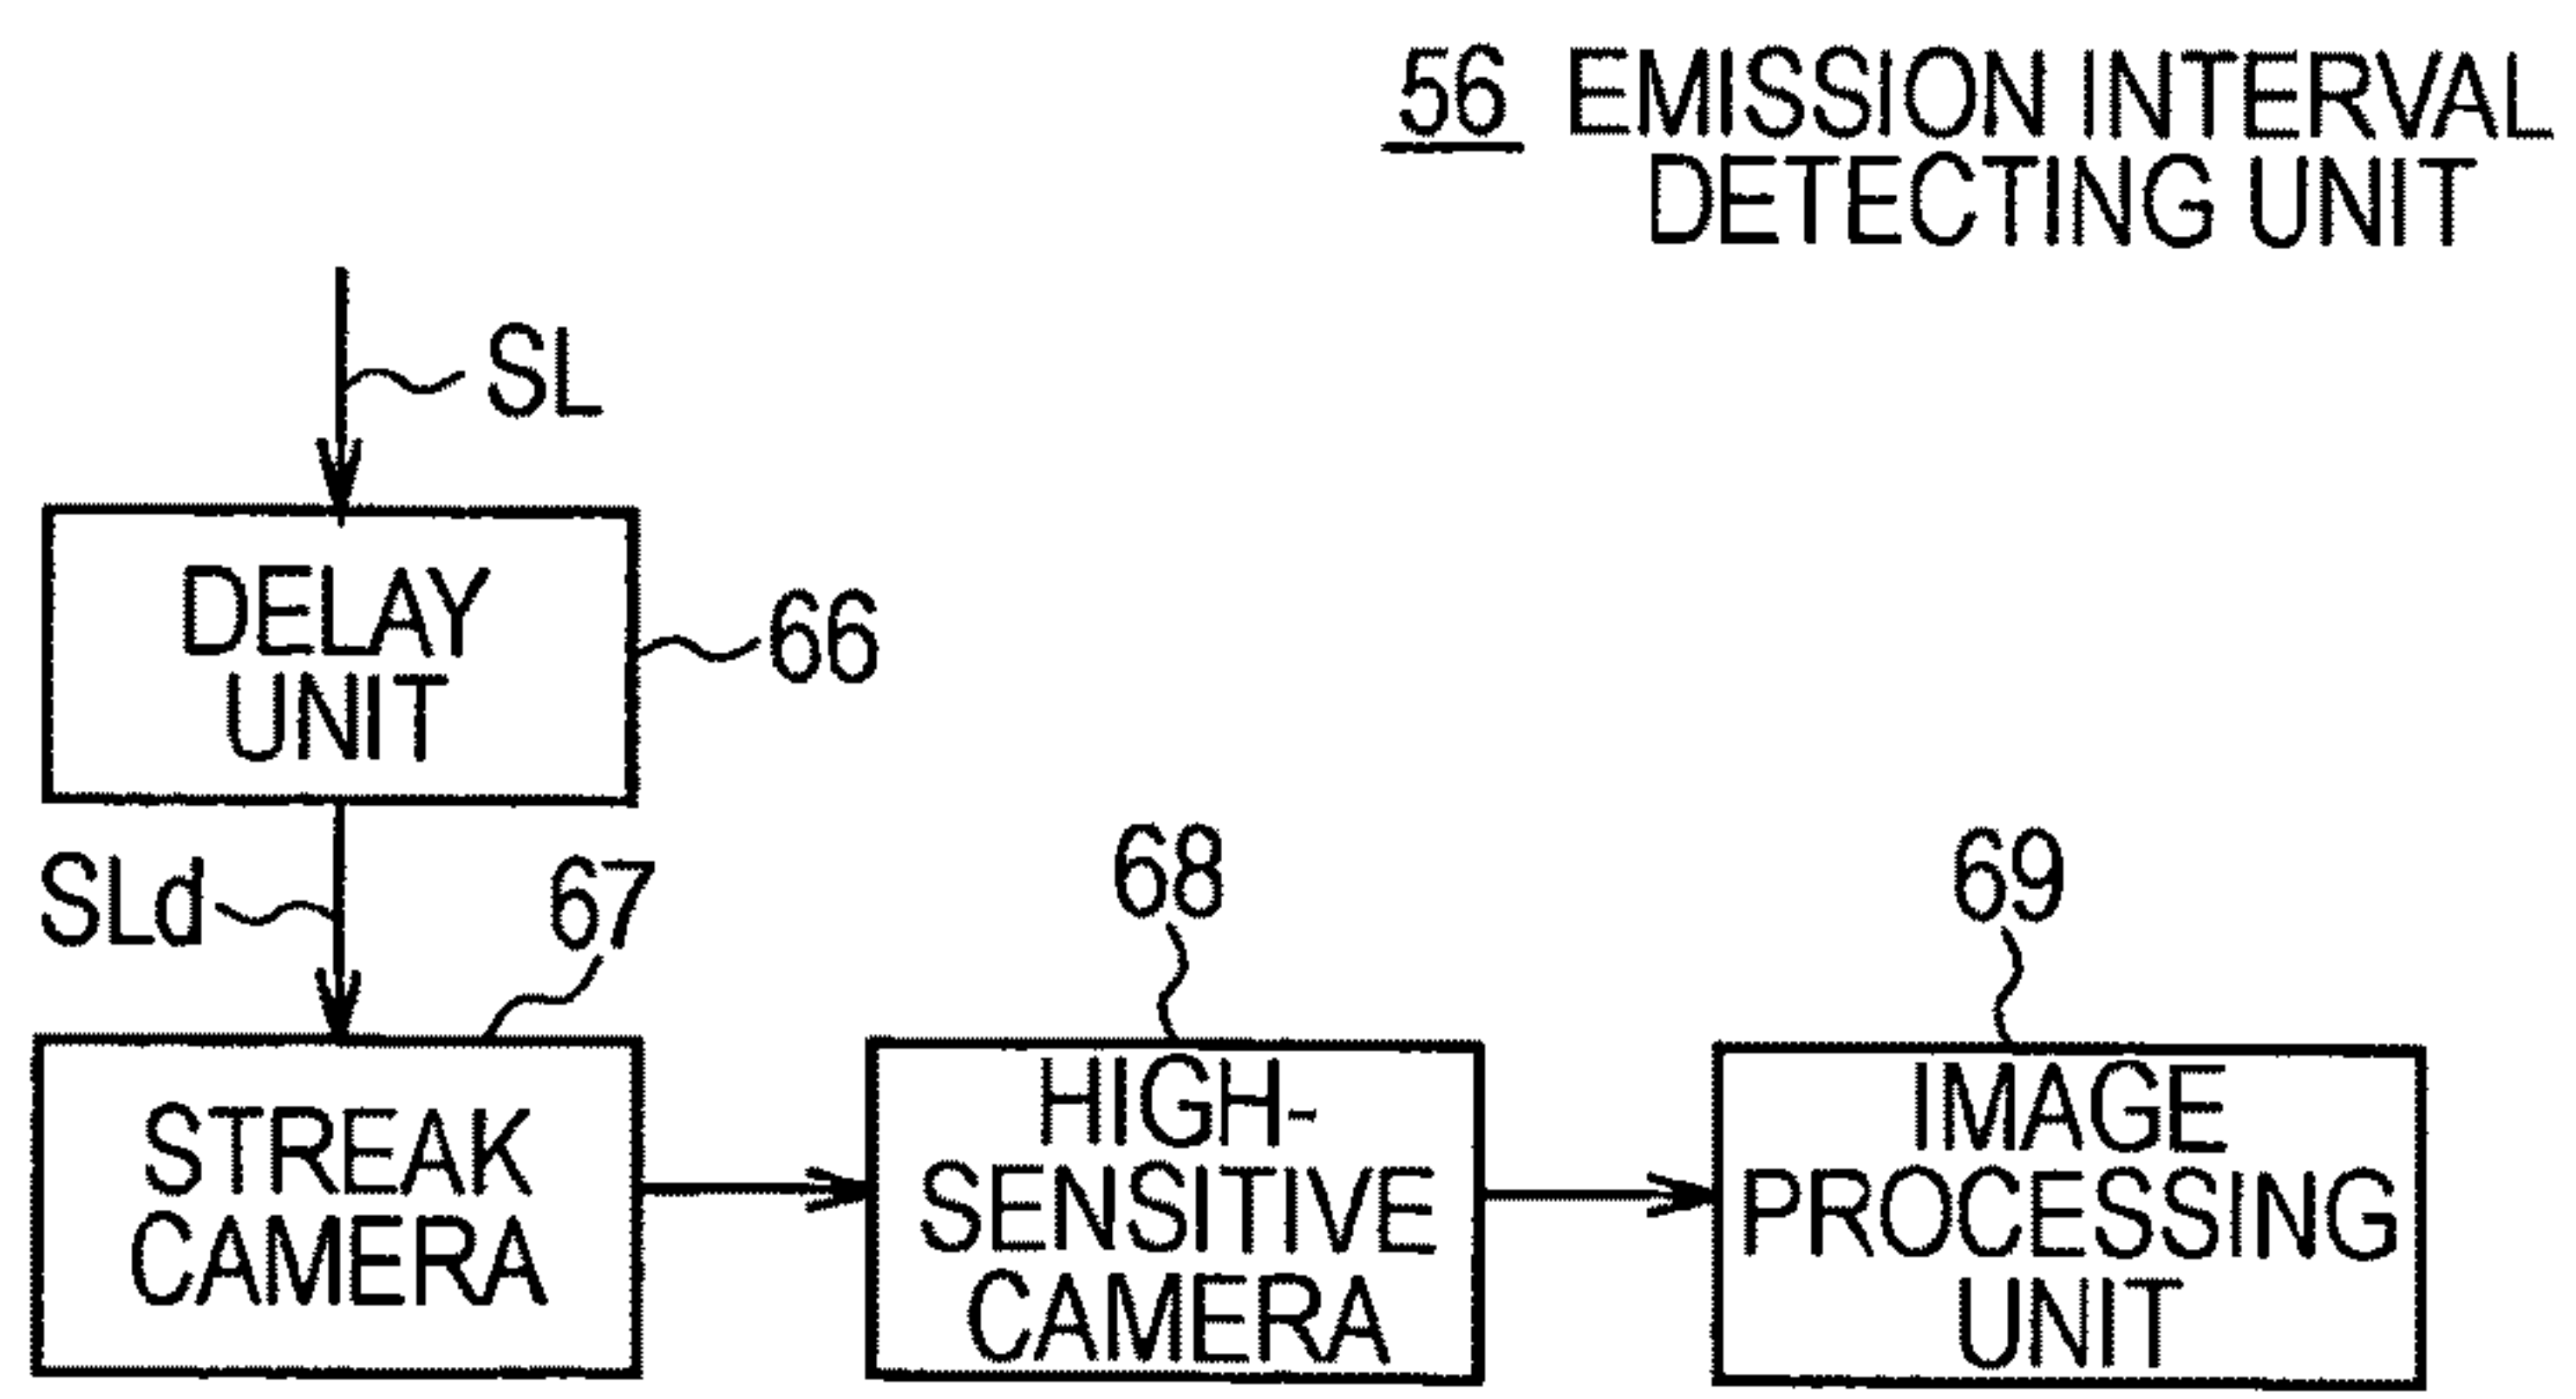 56 EMISSION INTERVAL
DETECTING UNIT
SL
DELAY
UNIT
66
SLd
67
68
69
STREAK
CAMERA
HIGH-
SENSITIVE
CAMERA
IMAGE
PROCESSING
UNIT